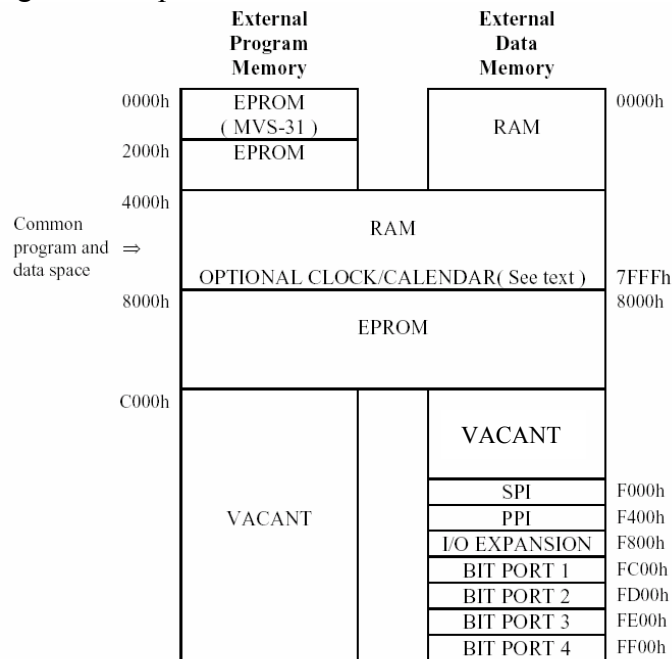 External
Program
Memory
External
Data
Memory
0000h
EPROM
( MVS-31 )
RAM
0000h
2000h
EPROM
4000h
Common
program and ⇒
data space
RAM
OPTIONAL CLOCK/CALENDAR( See text )
7FFFh
8000h
8000h
EPROM
C000h
VACANT
VACANT
SPI
F000h
PPI
F400h
I/O EXPANSION
F800h
BIT PORT 1
FC00h
BIT PORT 2
FD00h
BIT PORT 3
FE00h
BIT PORT 4
FF00h